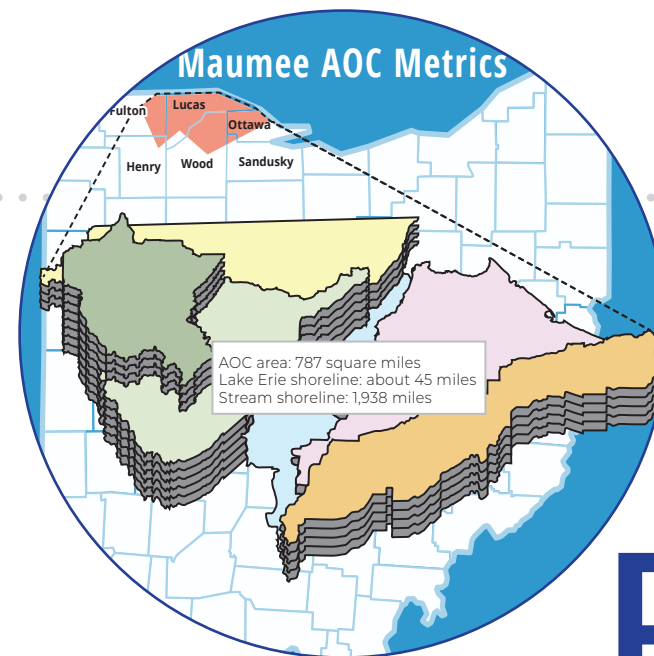 Maumee AOC Metrics
Fulton
Lucas
Ottawa
Henry
Wood
Sandusky
AOC area: 787 square miles
Lake Erie shoreline: about 45 miles
Stream shoreline: 1,938 miles